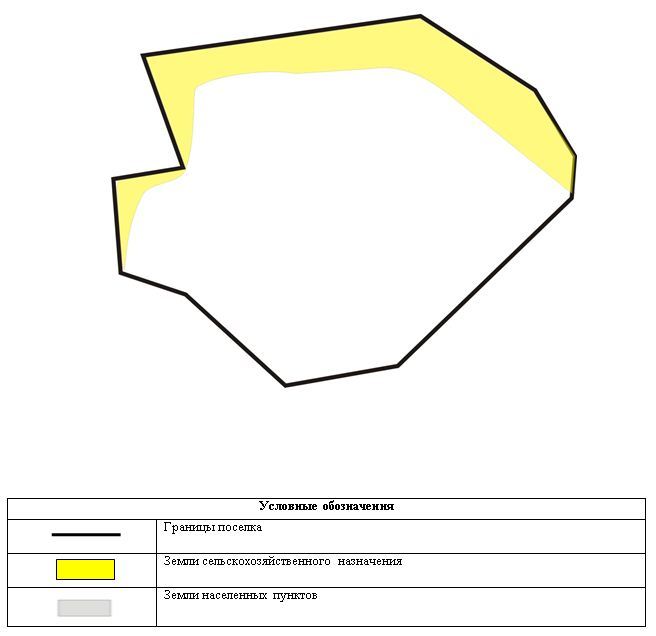 Условные обозначения
Границы поселка
Земли сельскохозяйственного назначения
Земли населенных пунктов